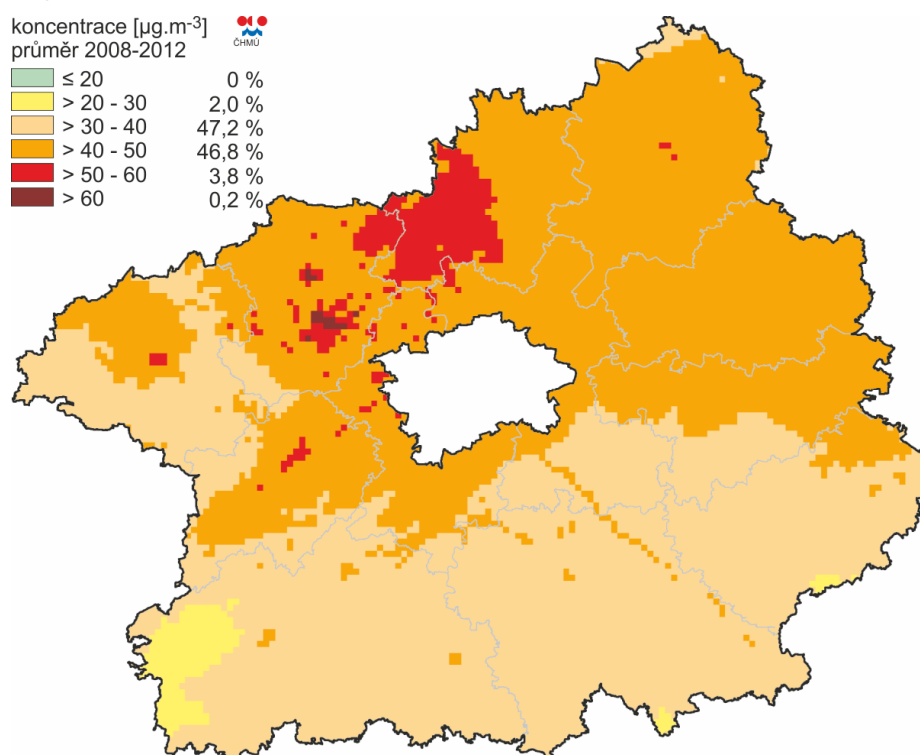 koncentrace [µg.m⁻³]
průměr 2008-2012
ČHMÚ
≤ 20 0 %
> 20 - 30 2,0 %
> 30 - 40 47,2 %
> 40 - 50 46,8 %
> 50 - 60 3,8 %
> 60 0,2 %